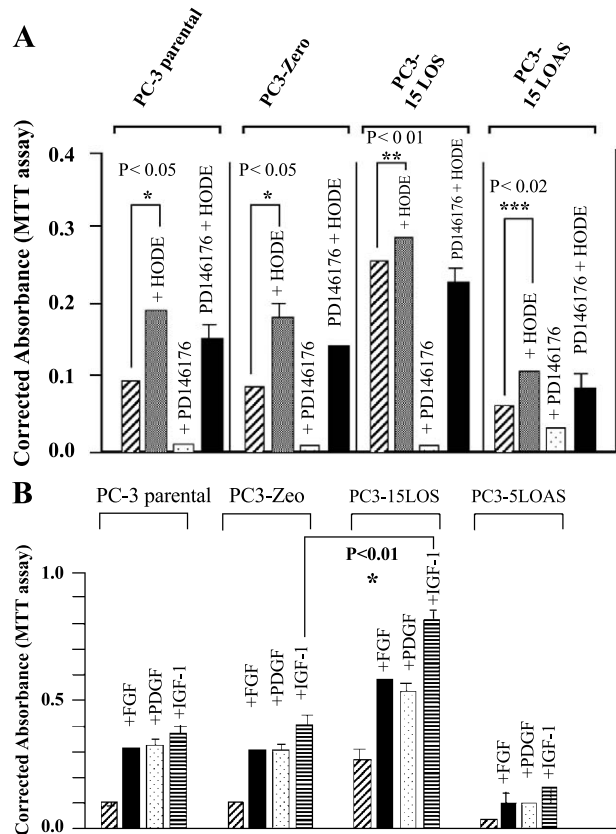 A
PC-3 parental
PC3-Zero
PC3-
15 LOS
PC3-
15 LOAS
Corrected Absorbance (MTT assay)
0.4
0.3
0.2
0.1
0.0
P< 0.05
*
+ HODE
+ PD146176
PD146176 + HODE
P< 0.05
*
+ HODE
+ PD146176
PD146176 + HODE
P< 0 01
**
+ HODE
+ PD146176
PD146176 + HODE
P< 0.02
***
+ HODE
+ PD146176
PD146176 + HODE
B
PC-3 parental
PC3-Zeo
PC3-15LOS
PC3-5LOAS
Corrected Absorbance (MTT assay)
1.0
0.5
0.0
P<0.01
*
+FGF
+PDGF
+IGF-1
+FGF
+PDGF
+IGF-1
+FGF
+PDGF
+IGF-1
+FGF
+PDGF
+IGF-1